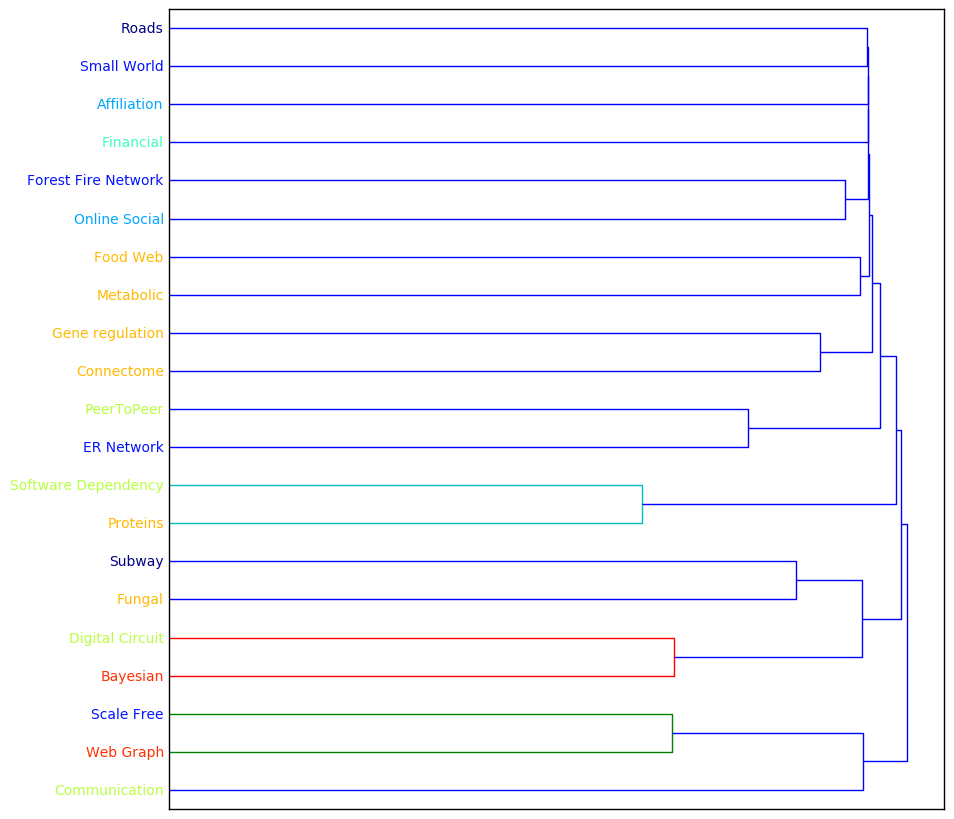 Roads
Small World
Affiliation
Financial
Forest Fire Network
Online Social
Food Web
Metabolic
Gene regulation
Connectome
PeerToPeer
ER Network
Software Dependency
Proteins
Subway
Fungal
Digital Circuit
Bayesian
Scale Free
Web Graph
Communication